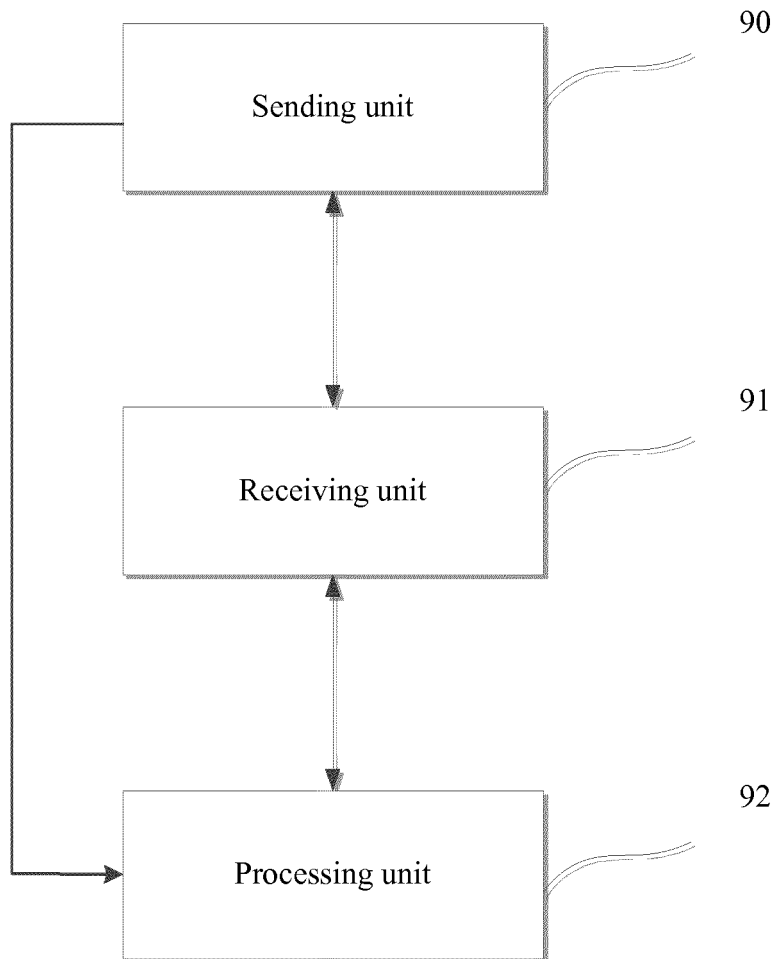 90
Sending unit
91
Receiving unit
92
Processing unit